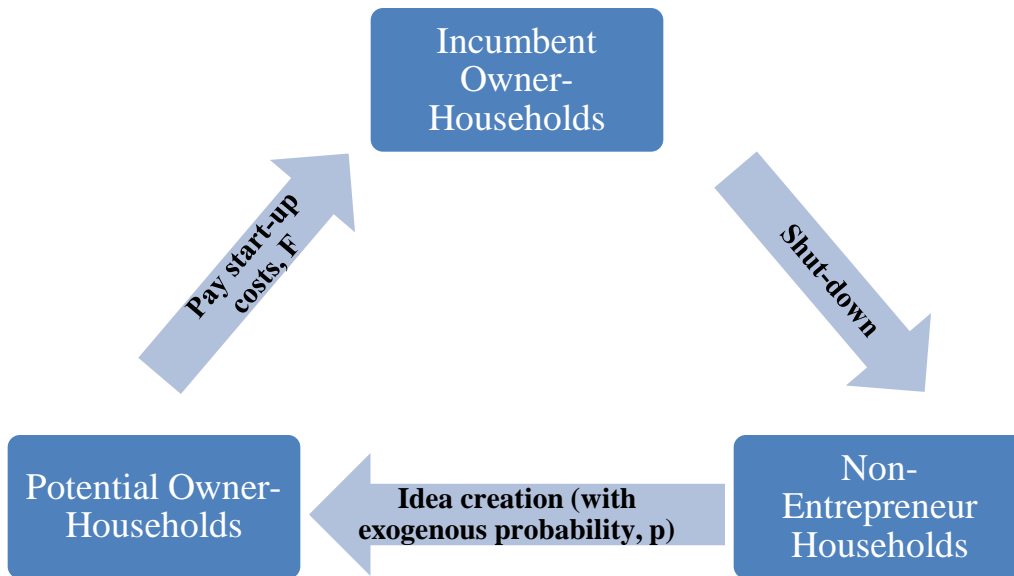 Incumbent
Owner-
Households
Pay start-up
costs, F
Shut-down
Potential Owner-
Households
Idea creation (with
exogenous probability, p)
Non-
Entrepreneur
Households